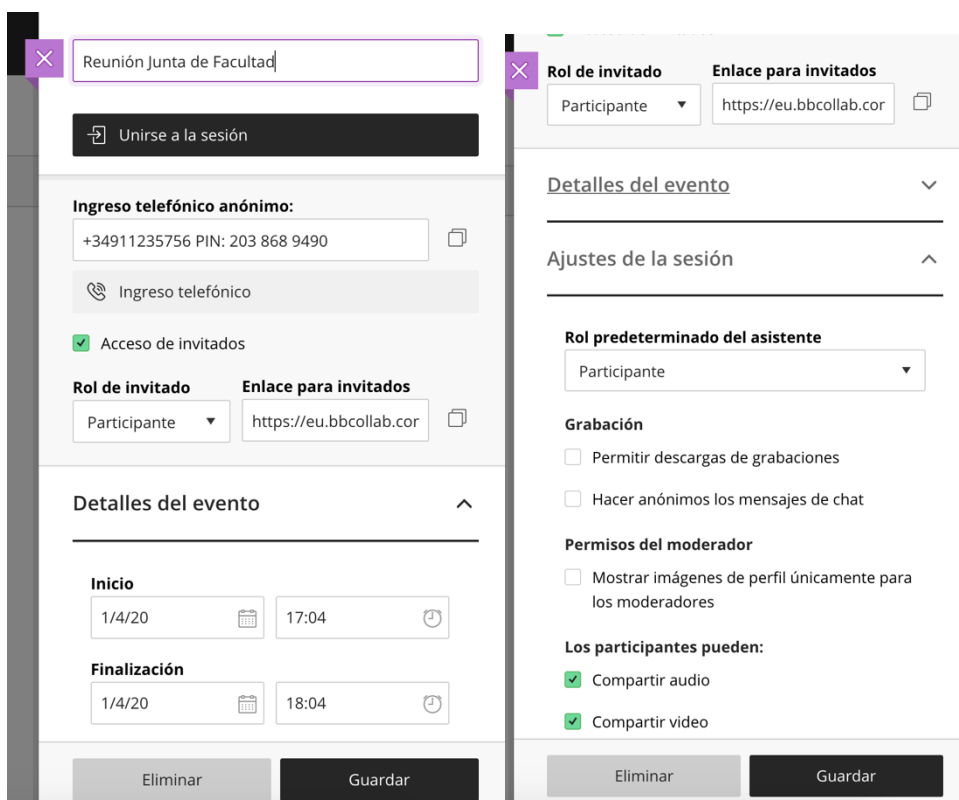 Reunión Junta de Facultad
Unirse a la sesión
Ingreso telefónico anónimo:
+34911235756 PIN: 203 868 9490
Ingreso telefónico
Acceso de invitados
Rol de invitado Enlace para invitados
Participante https://eu.bbcollab.cor
Detalles del evento
Inicio
1/4/20 17:04
Finalización
1/4/20 18:04
Eliminar Guardar
Rol de invitado Enlace para invitados
Participante https://eu.bbcollab.cor
Detalles del evento
Ajustes de la sesión
Rol predeterminado del asistente
Participante
Grabación
Permitir descargas de grabaciones
Hacer anónimos los mensajes de chat
Permisos del moderador
Mostrar imágenes de perfil únicamente para
los moderadores
Los participantes pueden:
Compartir audio
Compartir video
Eliminar Guardar